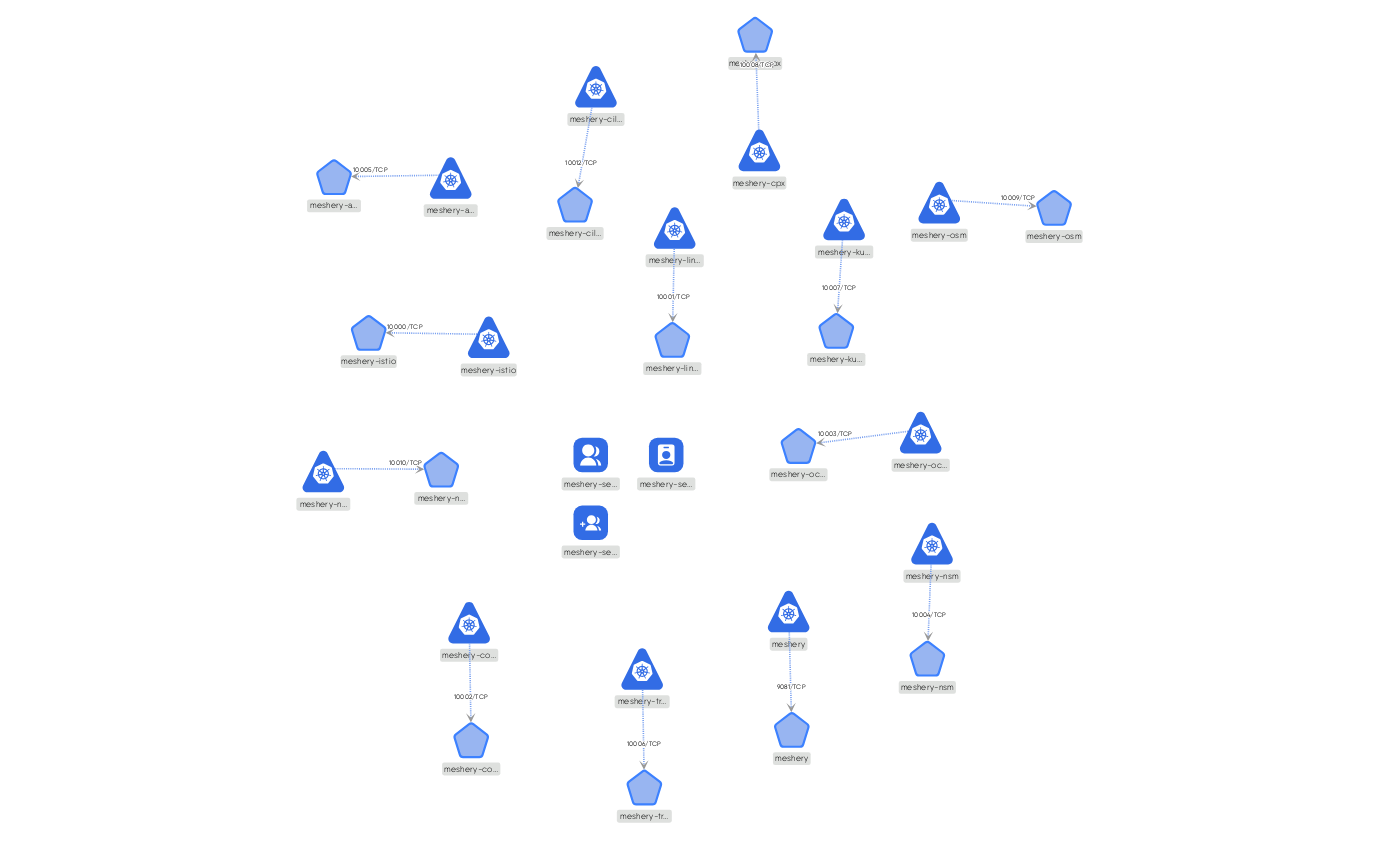 10008/TCP
meshery-cil...
10012/TCP
meshery-cil...
meshery-cpx
10005/TCP
meshery-a...
meshery-a...
meshery-lin...
10001/TCP
meshery-lin...
meshery-ku...
10007/TCP
meshery-ku...
meshery-osm
10009/TCP
meshery-osm
10000/TCP
meshery-istio
meshery-istio
meshery-n...
10010/TCP
meshery-n...
meshery-se...
meshery-se...
meshery-se...
10003/TCP
meshery-oc...
meshery-oc...
meshery-nsm
10004/TCP
meshery-nsm
meshery-co...
10002/TCP
meshery-co...
meshery-tr...
10006/TCP
meshery-tr...
meshery
9081/TCP
meshery